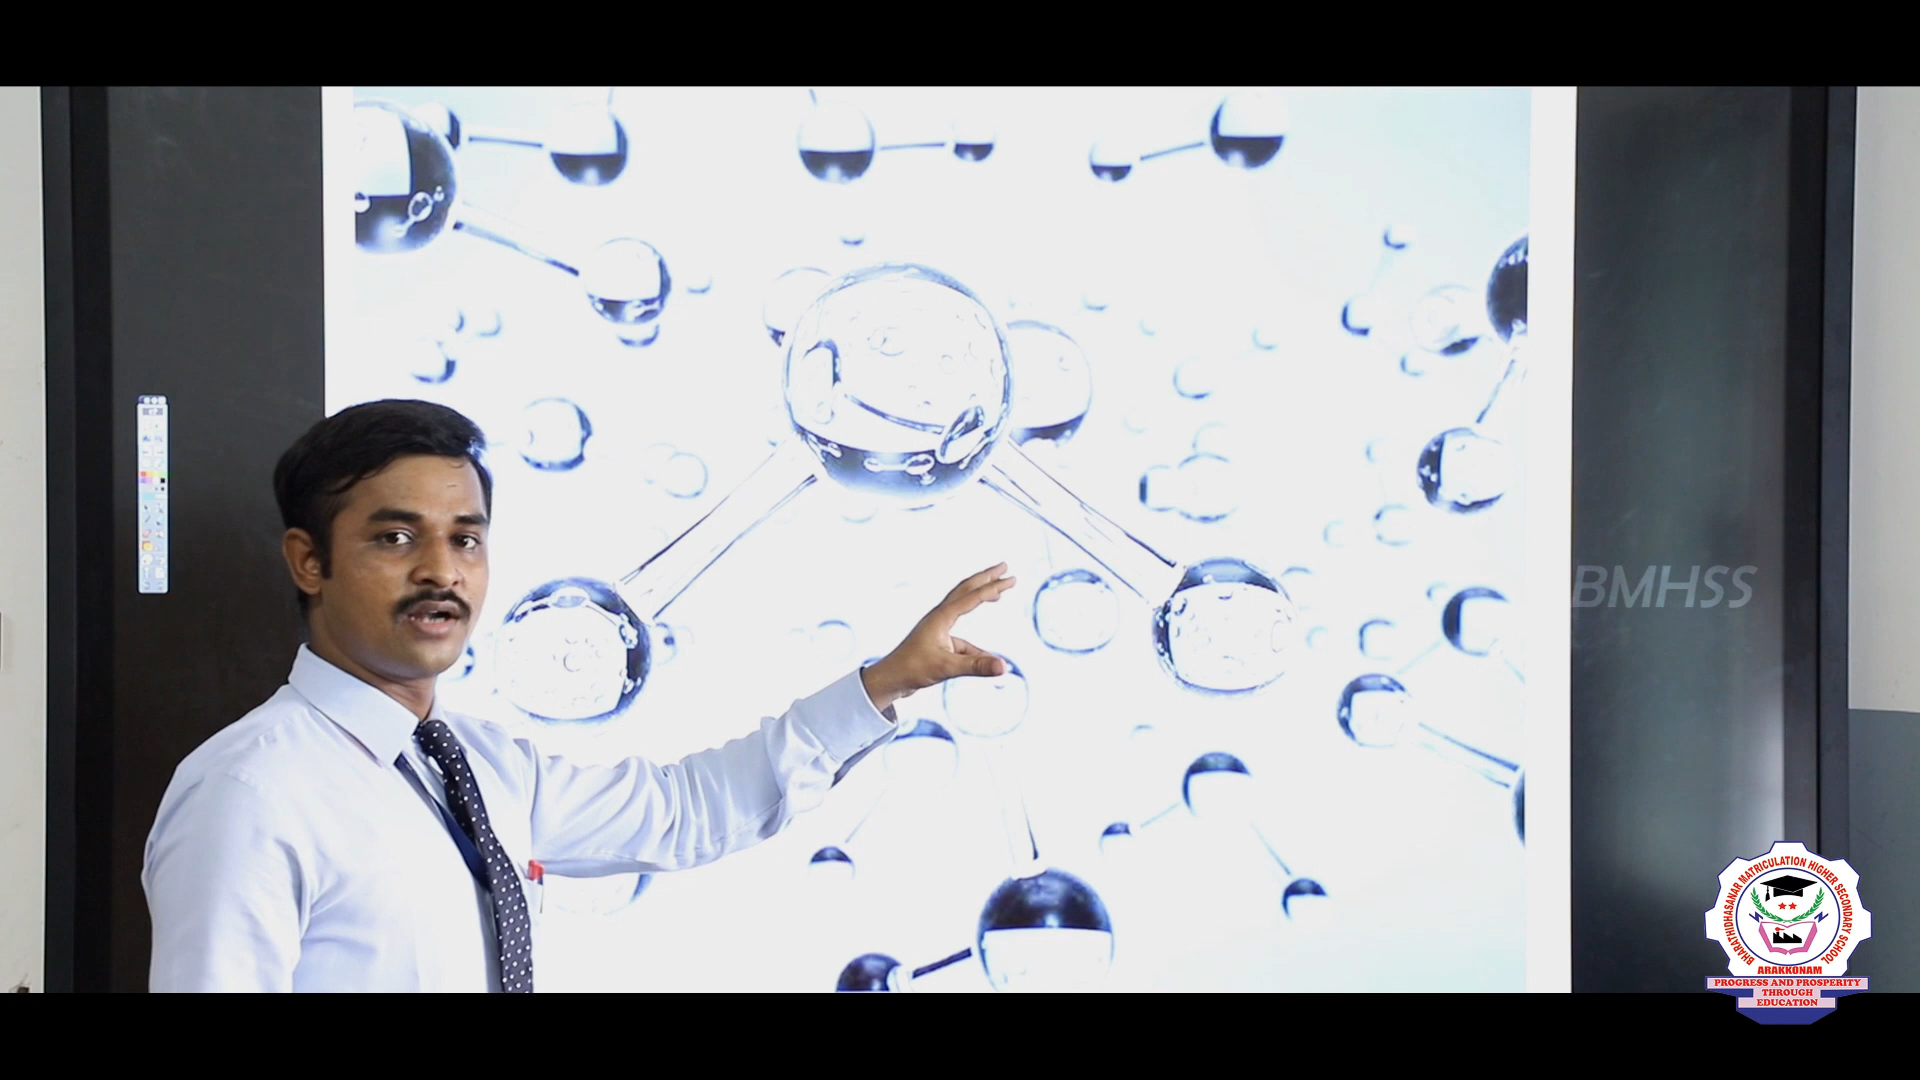 BMHSS
BHARATHIDHASANAR MATRICULATION HIGHER SECONDARY SCHOOL
ARAKKONAM
PROGRESS AND PROSPERITY
THROUGH
EDUCATION